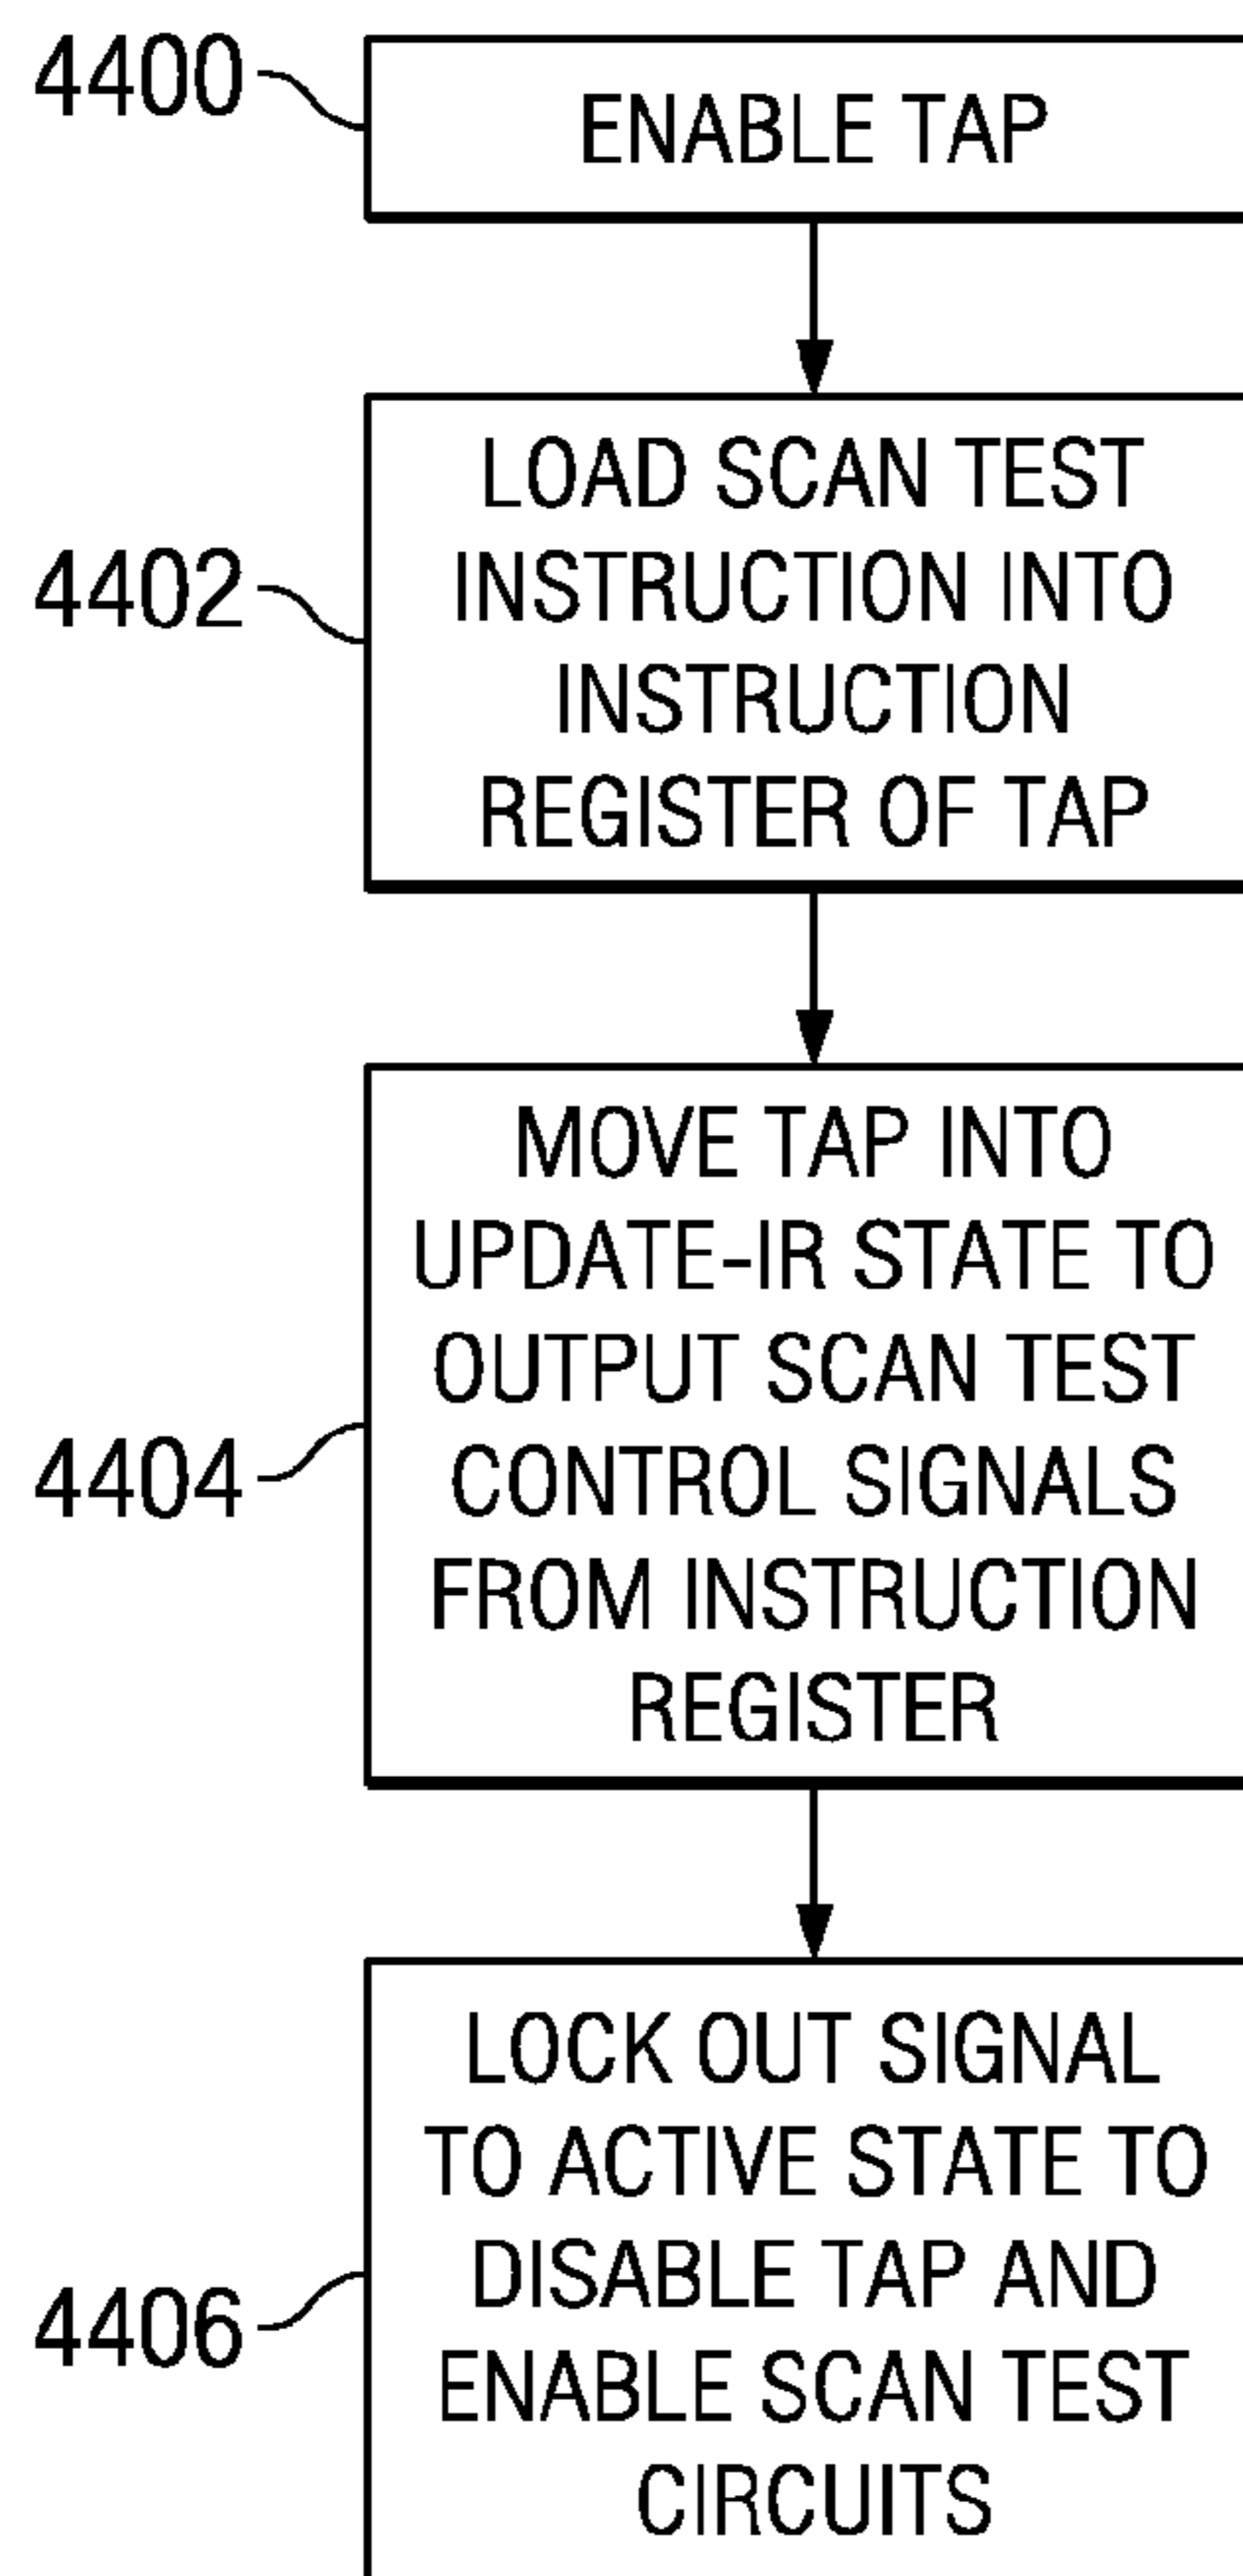 4400
ENABLE TAP
4402
LOAD SCAN TEST
INSTRUCTION INTO
INSTRUCTION
REGISTER OF TAP
4404
MOVE TAP INTO
UPDATE-IR STATE TO
OUTPUT SCAN TEST
CONTROL SIGNALS
FROM INSTRUCTION
REGISTER
4406
LOCK OUT SIGNAL
TO ACTIVE STATE TO
DISABLE TAP AND
ENABLE SCAN TEST
CIRCUITS